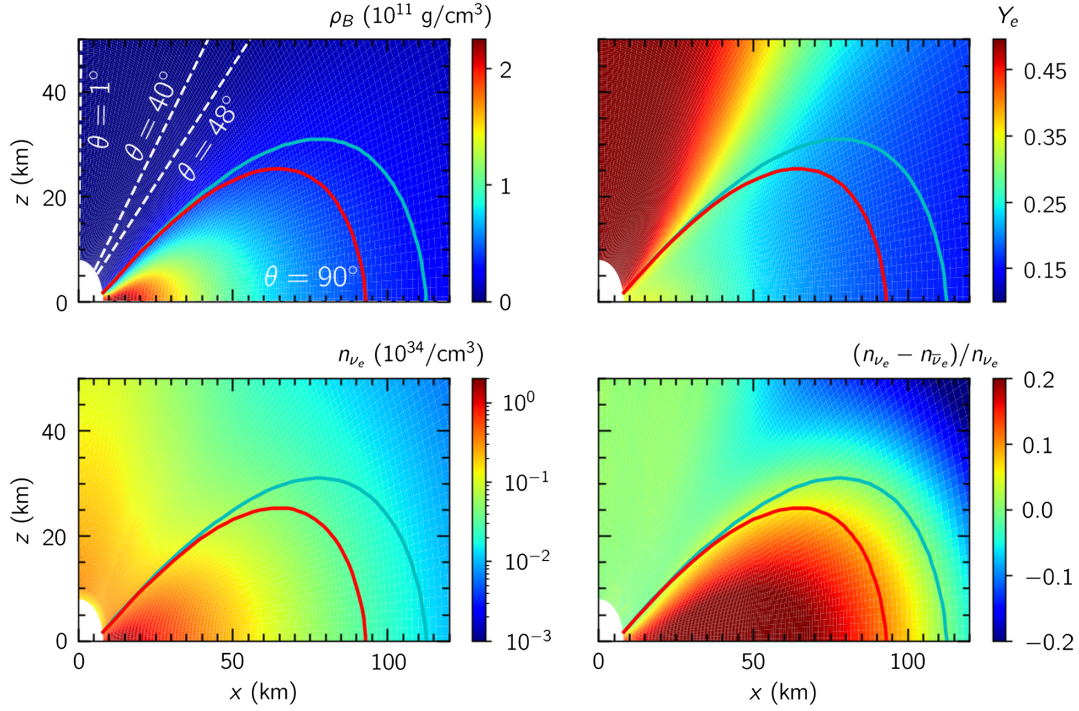 ρ_B (10^11 g/cm^3)
Y_e
z (km)
40
20
0
θ = 1°
θ = 40°
θ = 48°
θ = 90°
2
1
0
0.45
0.35
0.25
0.15
n_νe (10^34/cm^3)
(n_νe − n_ν̅e)/n_νe
z (km)
40
20
0
0
50
100
x (km)
10^0
10^−1
10^−2
10^−3
0
50
100
x (km)
0.2
0.1
0.0
−0.1
−0.2